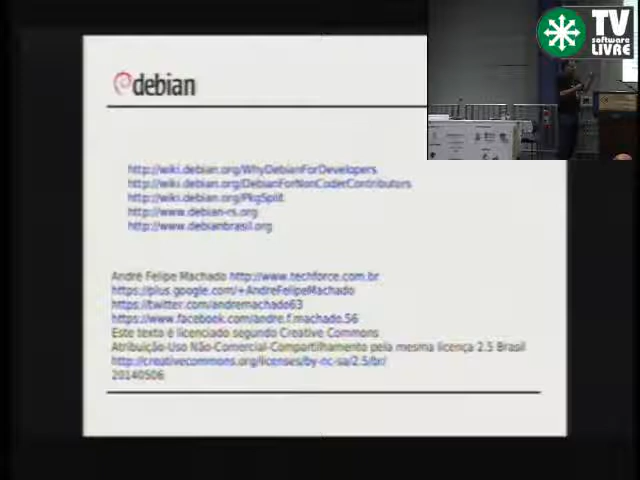 debian
TV
software
LIVRE
http://wiki.debian.org/WhyDebianForDevelopers
http://wiki.debian.org/DebianForNonCoderContributors
http://wiki.debian.org/PkgSplit
http://www.debian-rs.org
http://www.debianbrasil.org
André Felipe Machado http://www.techforce.com.br
https://plus.google.com/+AndreFelipeMachado
https://twitter.com/andremachado63
https://www.facebook.com/andre.f.machado.56
Este texto é licenciado segundo Creative Commons
Atribuição-Uso Não-Comercial-Compartilhamento pela mesma licença 2.5 Brasil
http://creativecommons.org/licenses/by-nc-sa/2.5/br/
20140506